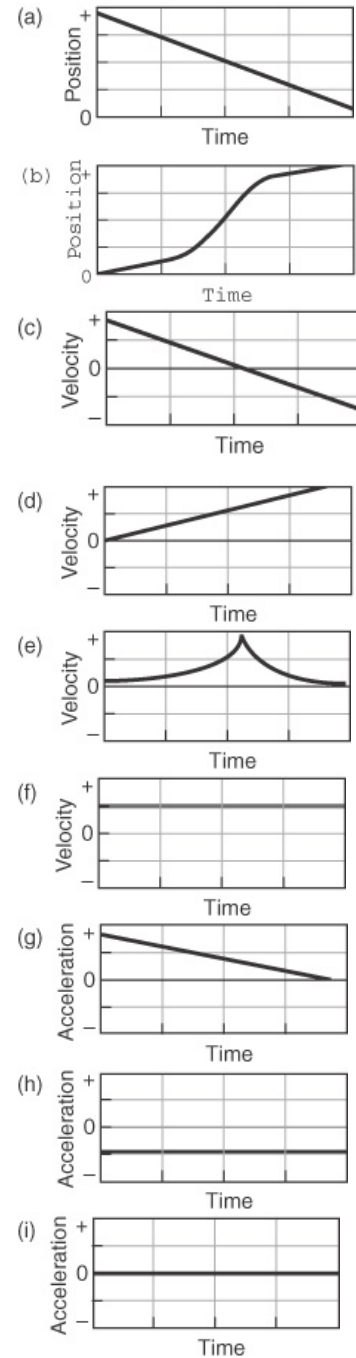 (a)
+
Position
0
Time
(b)
+
Position
0
Time
(c)
+
0
Velocity
–
Time
(d)
+
0
Velocity
–
Time
(e)
+
0
Velocity
–
Time
(f)
+
0
Velocity
–
Time
(g)
+
0
Acceleration
–
Time
(h)
+
0
Acceleration
–
Time
(i)
+
0
Acceleration
–
Time